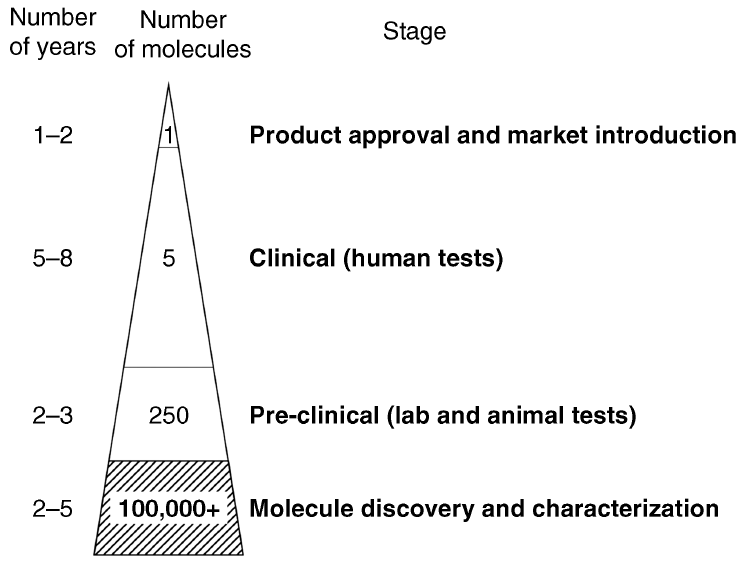 Number of years
Number of molecules
Stage
1–2
1
Product approval and market introduction
5–8
5
Clinical (human tests)
2–3
250
Pre-clinical (lab and animal tests)
2–5
100,000+
Molecule discovery and characterization